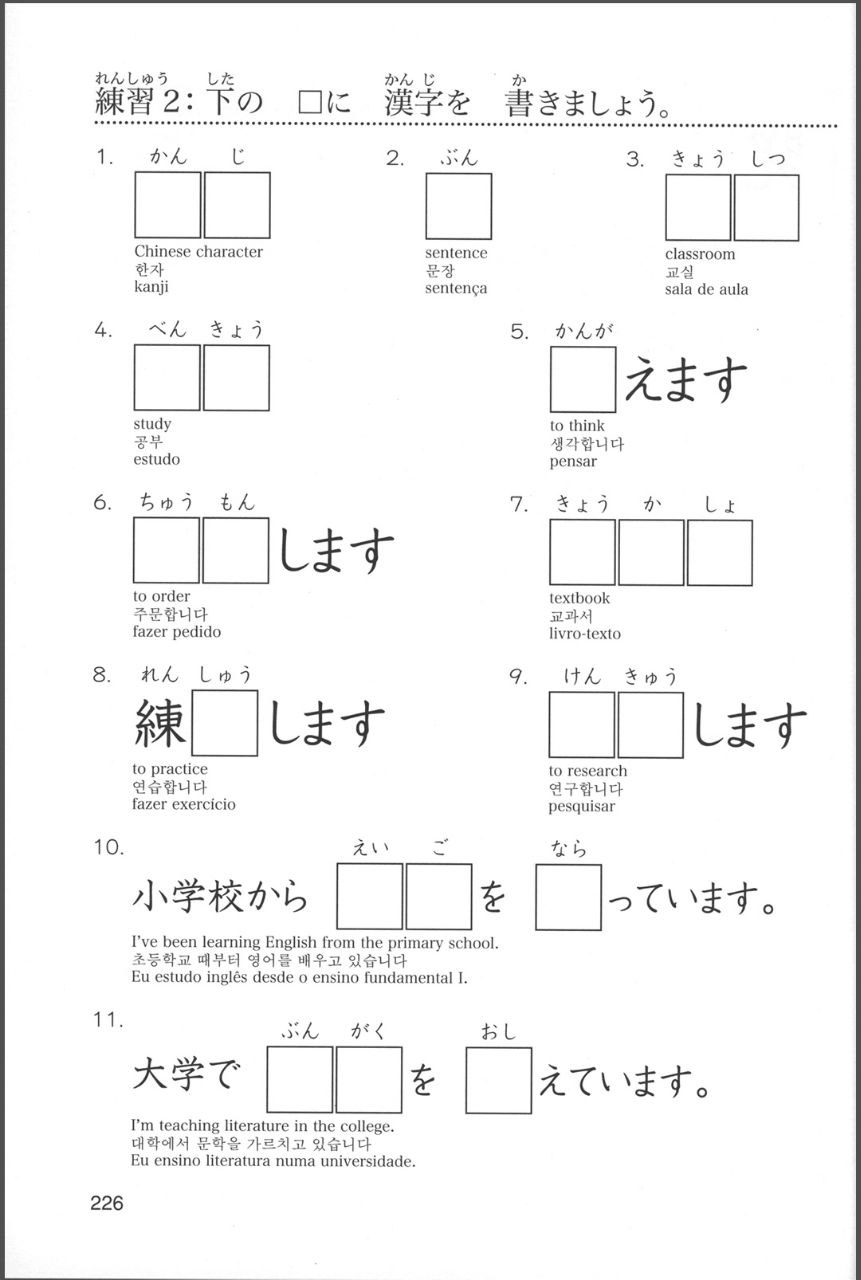 れんしゅう した かん じ か
練習2: 下の □に 漢字を 書きましょう。
1. かん じ 2. ぶん 3. きょう しつ
Chinese character sentence classroom
한자 문장 교실
kanji sentença sala de aula
4. べん きょう 5. かんが
えます
study to think
공부 생각합니다
estudo pensar
6. ちゅう もん 7. きょう か しょ
します
to order textbook
주문합니다 교과서
fazer pedido livro-texto
8. れん しゅう 9. けん きゅう
練 します します
to practice to research
연습합니다 연구합니다
fazer exercício pesquisar
10. えい ご なら
小学校から を っています。
I've been learning English from the primary school.
초등학교 때부터 영어를 배우고 있습니다
Eu estudo inglês desde o ensino fundamental I.
11. ぶん がく おし
大学で を えています。
I'm teaching literature in the college.
대학에서 문학을 가르치고 있습니다
Eu ensino literatura numa universidade.
226